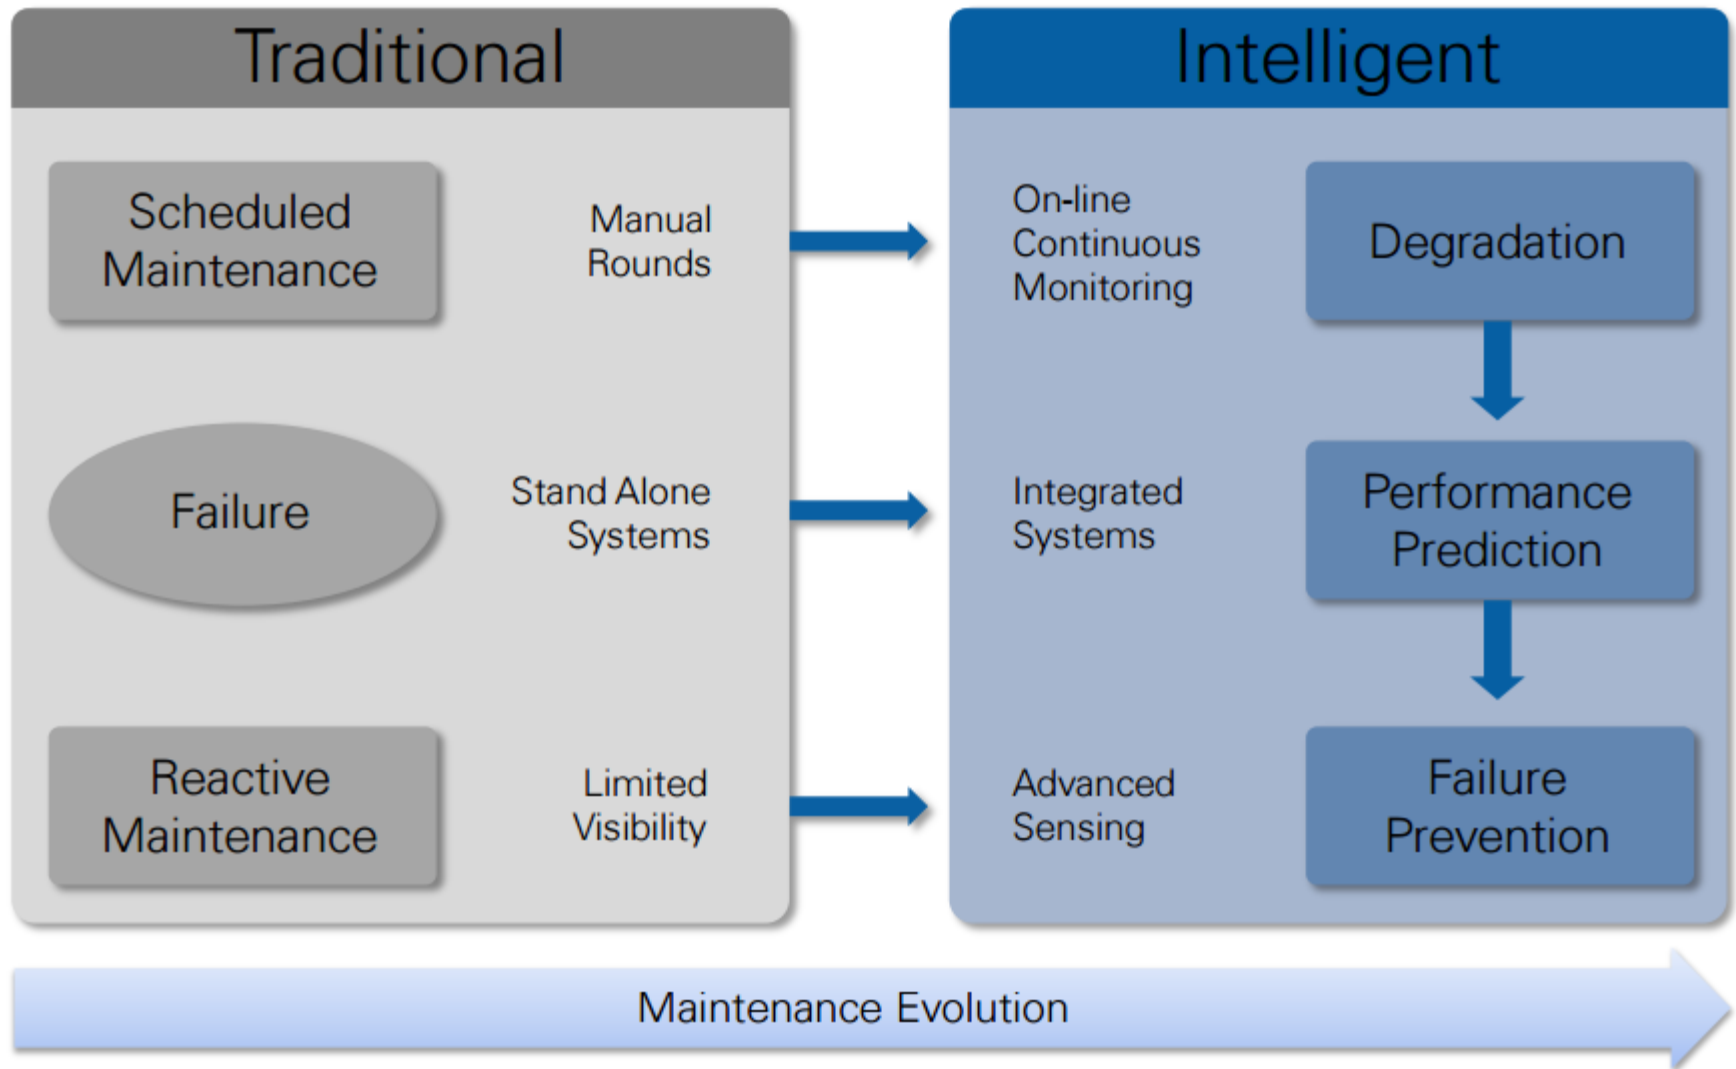 Traditional
Scheduled
Maintenance
Manual
Rounds
Failure
Stand Alone
Systems
Reactive
Maintenance
Limited
Visibility
Intelligent
On-line
Continuous
Monitoring
Degradation
Integrated
Systems
Performance
Prediction
Advanced
Sensing
Failure
Prevention
Maintenance Evolution